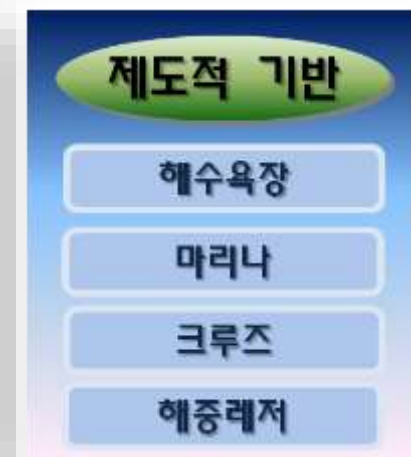 제도적 기반
해수욕장
마리나
크루즈
해중레저